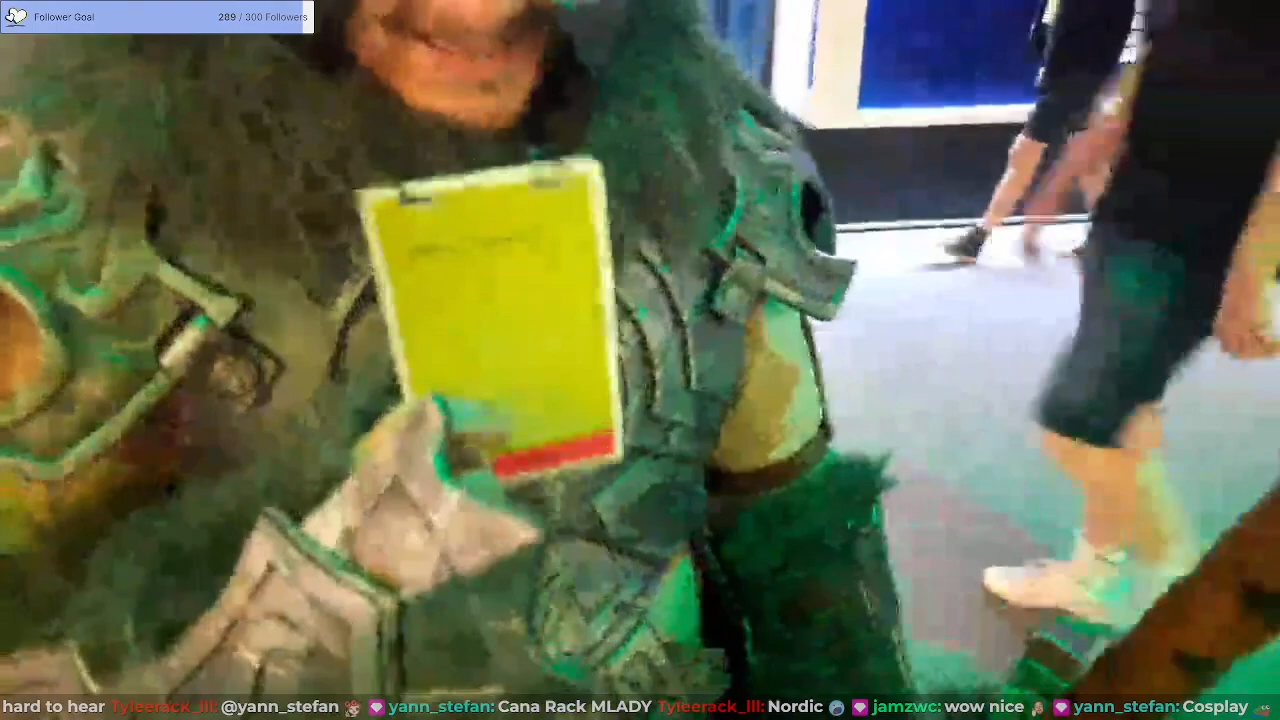 Follower Goal 289 / 300 Followers
hard to hear Tyleerack_lll: @yann_stefan yann_stefan: Cana Rack MLADY Tyleerack_lll: Nordic jamzwc: wow nice yann_stefan: Cosplay